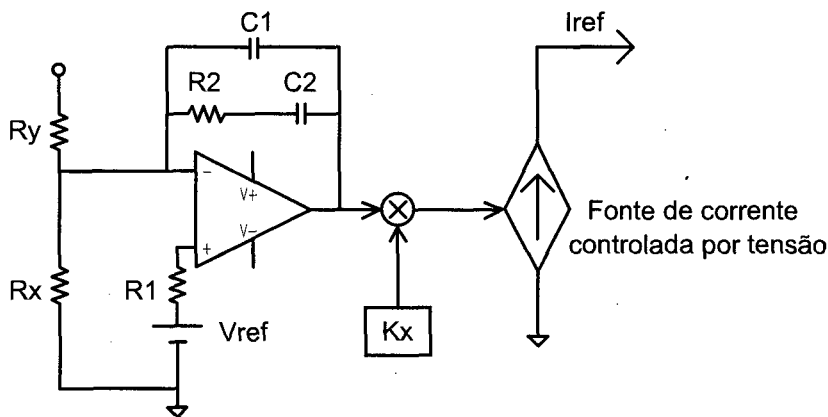 C1
Iref
R2
C2
Ry
-
V+
V-
+
Rx
R1
Vref
Kx
Fonte de corrente
controlada por tensão